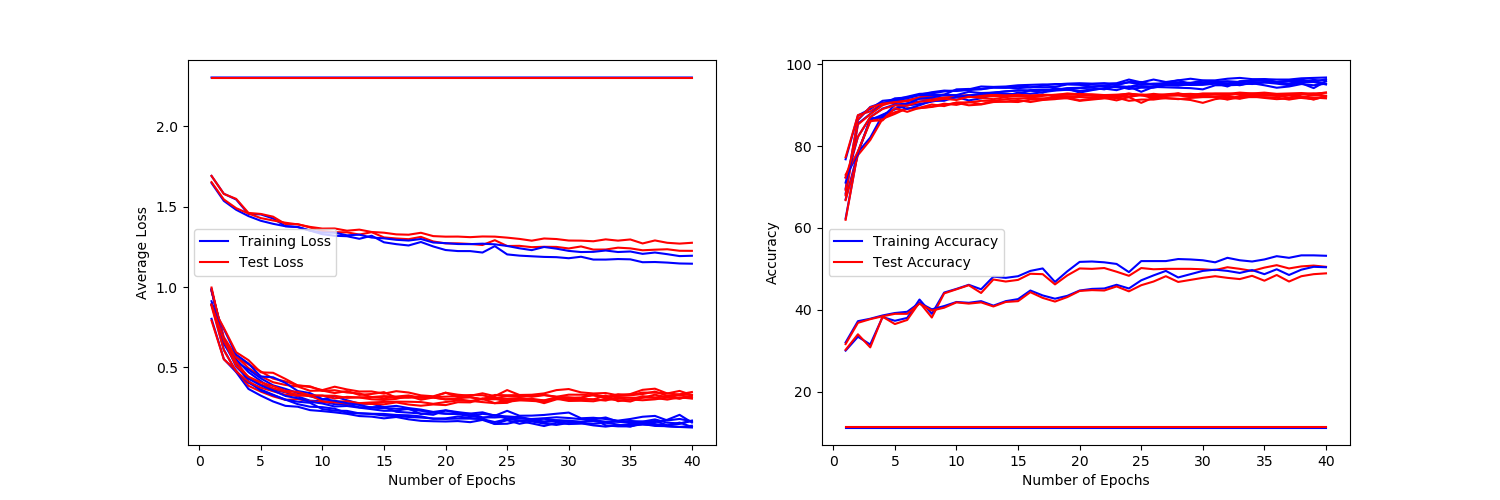 2.0
1.5
1.0
0.5
Average Loss
Training Loss
Test Loss
0 5 10 15 20 25 30 35 40
Number of Epochs
100
80
60
40
20
Accuracy
Training Accuracy
Test Accuracy
0 5 10 15 20 25 30 35 40
Number of Epochs